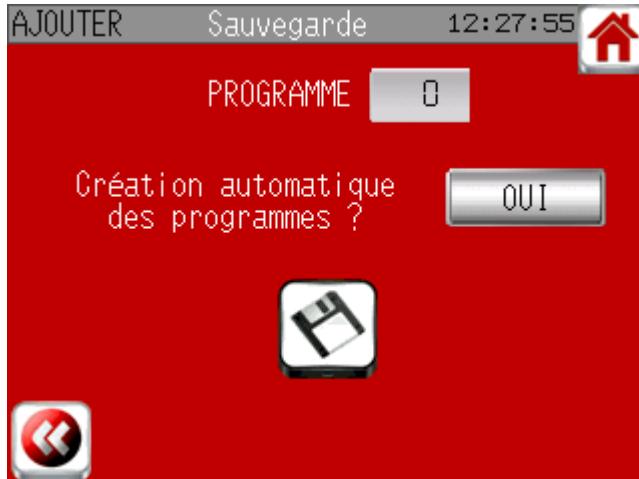 AJOUTER Sauvegarde 12:27:55
PROGRAMME 0
Création automatique
des programmes ? OUI